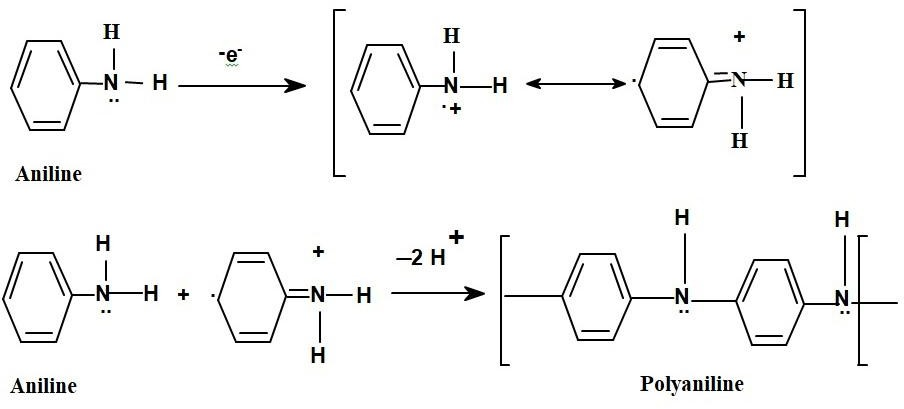 H
-e-
N H
..
H
N H
· +
+
· N H
H
Aniline
H
N H
..
+
+
· N H
H
–2 H+
H
N
..
H
N
..
Aniline
Polyaniline